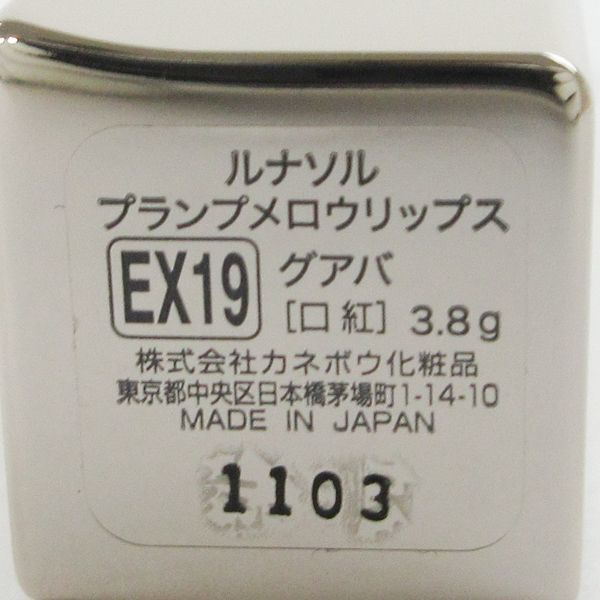 ルナソル
プランプメロウリップス
EX19 グアバ
[口紅] 3.8g
株式会社カネボウ化粧品
東京都中央区日本橋茅場町1-14-10
MADE IN JAPAN
1103